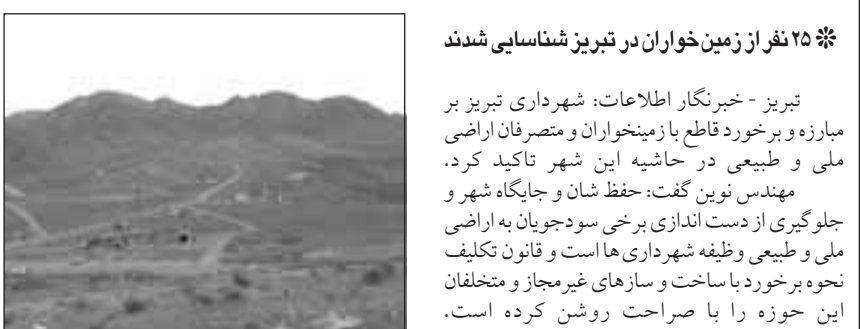 ❊ ۲۵ نفر از زمین‌خواران در تبریز شناسایی شدند
تبریز - خبرنگار اطلاعات: شهرداری تبریز بر
مبارزه و برخورد قاطع با زمینخواران و متصرفان اراضی
ملی و طبیعی در حاشیه این شهر تاکید کرد.
مهندس نوین گفت: حفظ شان و جایگاه شهر و
جلوگیری از دست اندازی برخی سودجویان به اراضی
ملی و طبیعی وظیفه شهرداری ها است و قانون تکلیف
نحوه برخورد با ساخت و سازهای غیرمجاز و متخلفان
این حوزه را با صراحت روشن کرده است.